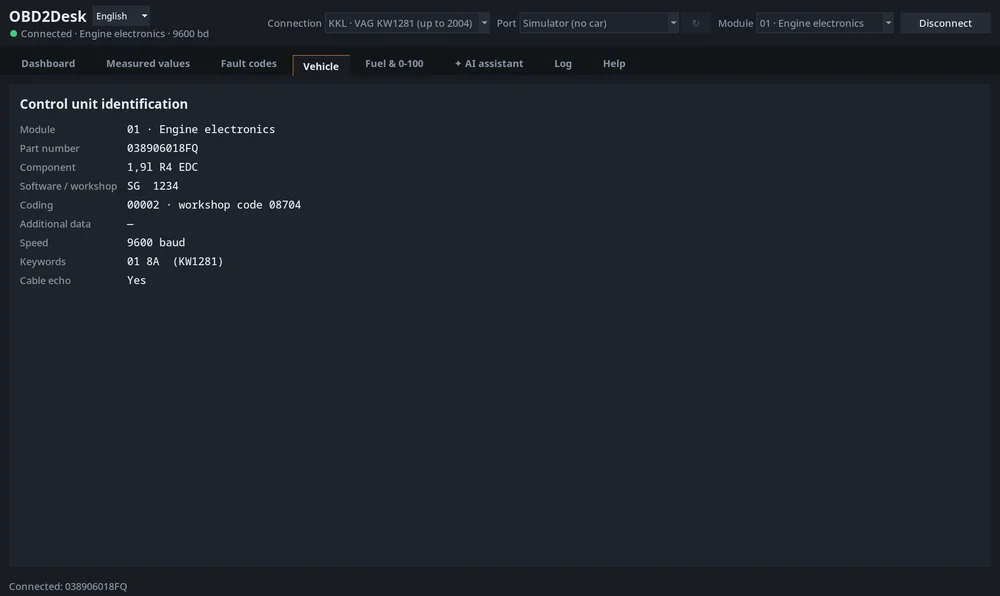 OBD2Desk English
Connected · Engine electronics · 9600 bd
Connection KKL · VAG KW1281 (up to 2004) Port Simulator (no car) Module 01 · Engine electronics Disconnect
Dashboard Measured values Fault codes Vehicle Fuel & 0-100 AI assistant Log Help
Control unit identification
Module 01 · Engine electronics
Part number 038906018FQ
Component 1,9l R4 EDC
Software / workshop SG 1234
Coding 00002 · workshop code 08704
Additional data —
Speed 9600 baud
Keywords 01 8A (KW1281)
Cable echo Yes
Connected: 038906018FQ